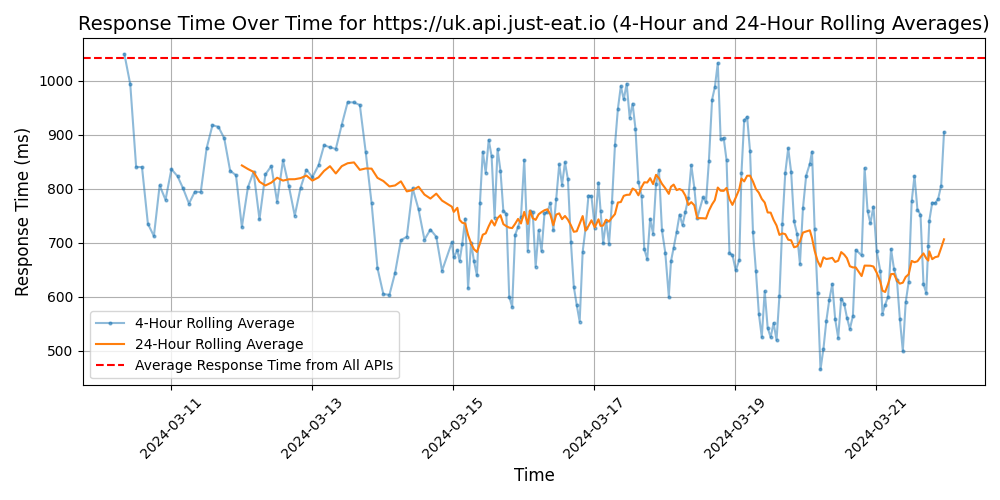 Response Time Over Time for https://uk.api.just-eat.io (4-Hour and 24-Hour Rolling Averages)
Response Time (ms)
1000
900
800
700
600
500
4-Hour Rolling Average
24-Hour Rolling Average
Average Response Time from All APIs
2024-03-11
2024-03-13
2024-03-15
2024-03-17
2024-03-19
2024-03-21
Time